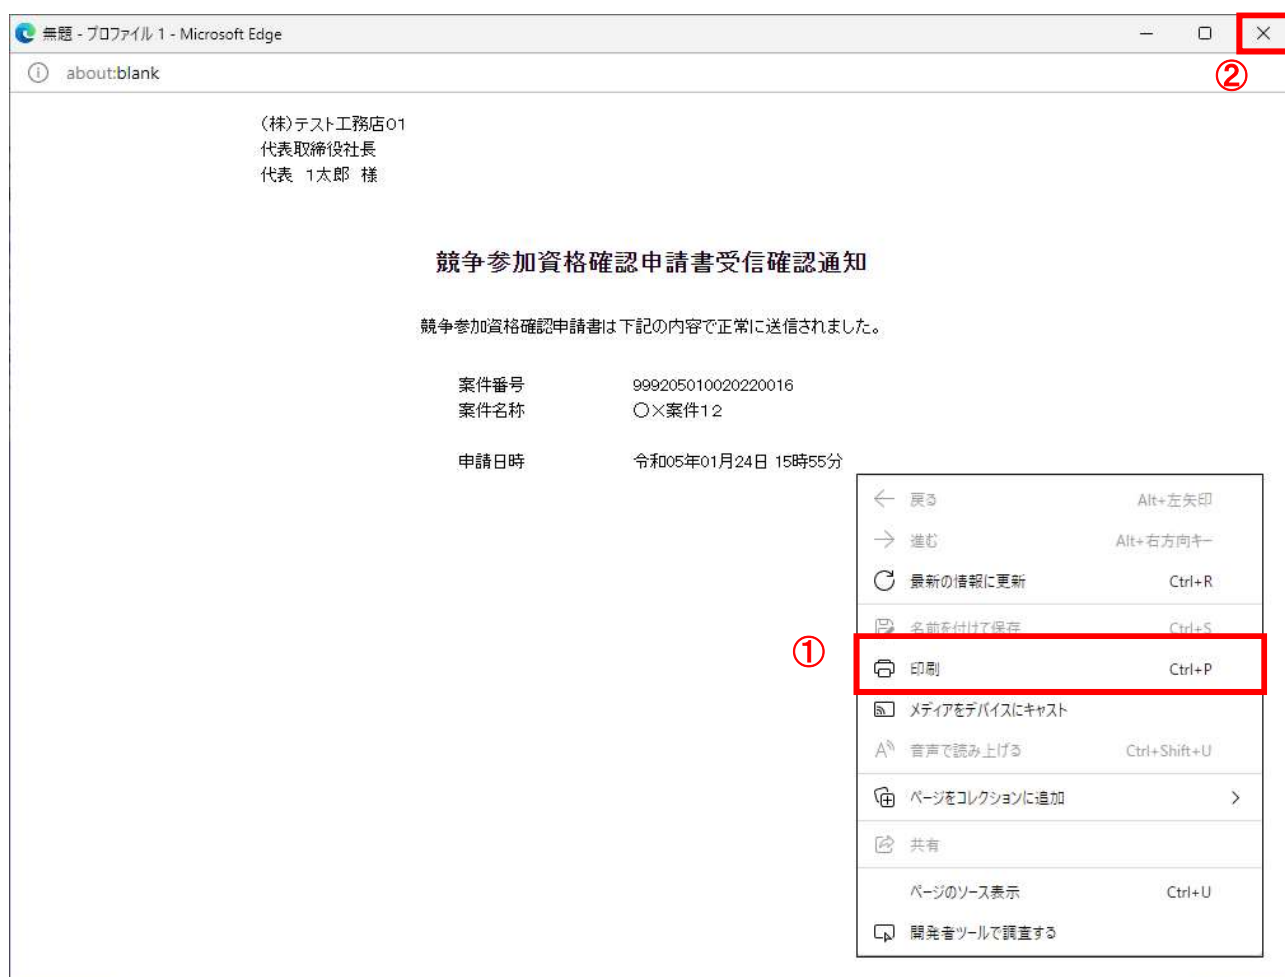 無題 - プロファイル 1 - Microsoft Edge
②
about:blank
(株)テスト工務店01
代表取締役社長
代表 1太郎 様
競争参加資格確認申請書受信確認通知
競争参加資格確認申請書は下記の内容で正常に送信されました。
案件番号 999205010020220016
案件名称 〇×案件12
申請日時 令和05年01月24日 15時55分
戻る Alt+左矢印
進む Alt+右方向キー
最新の情報に更新 Ctrl+R
名前を付けて保存 Ctrl+S
①
印刷 Ctrl+P
メディアをデバイスにキャスト
音声で読み上げる Ctrl+Shift+U
ページをコレクションに追加
共有
ページのソース表示 Ctrl+U
開発者ツールで調査する